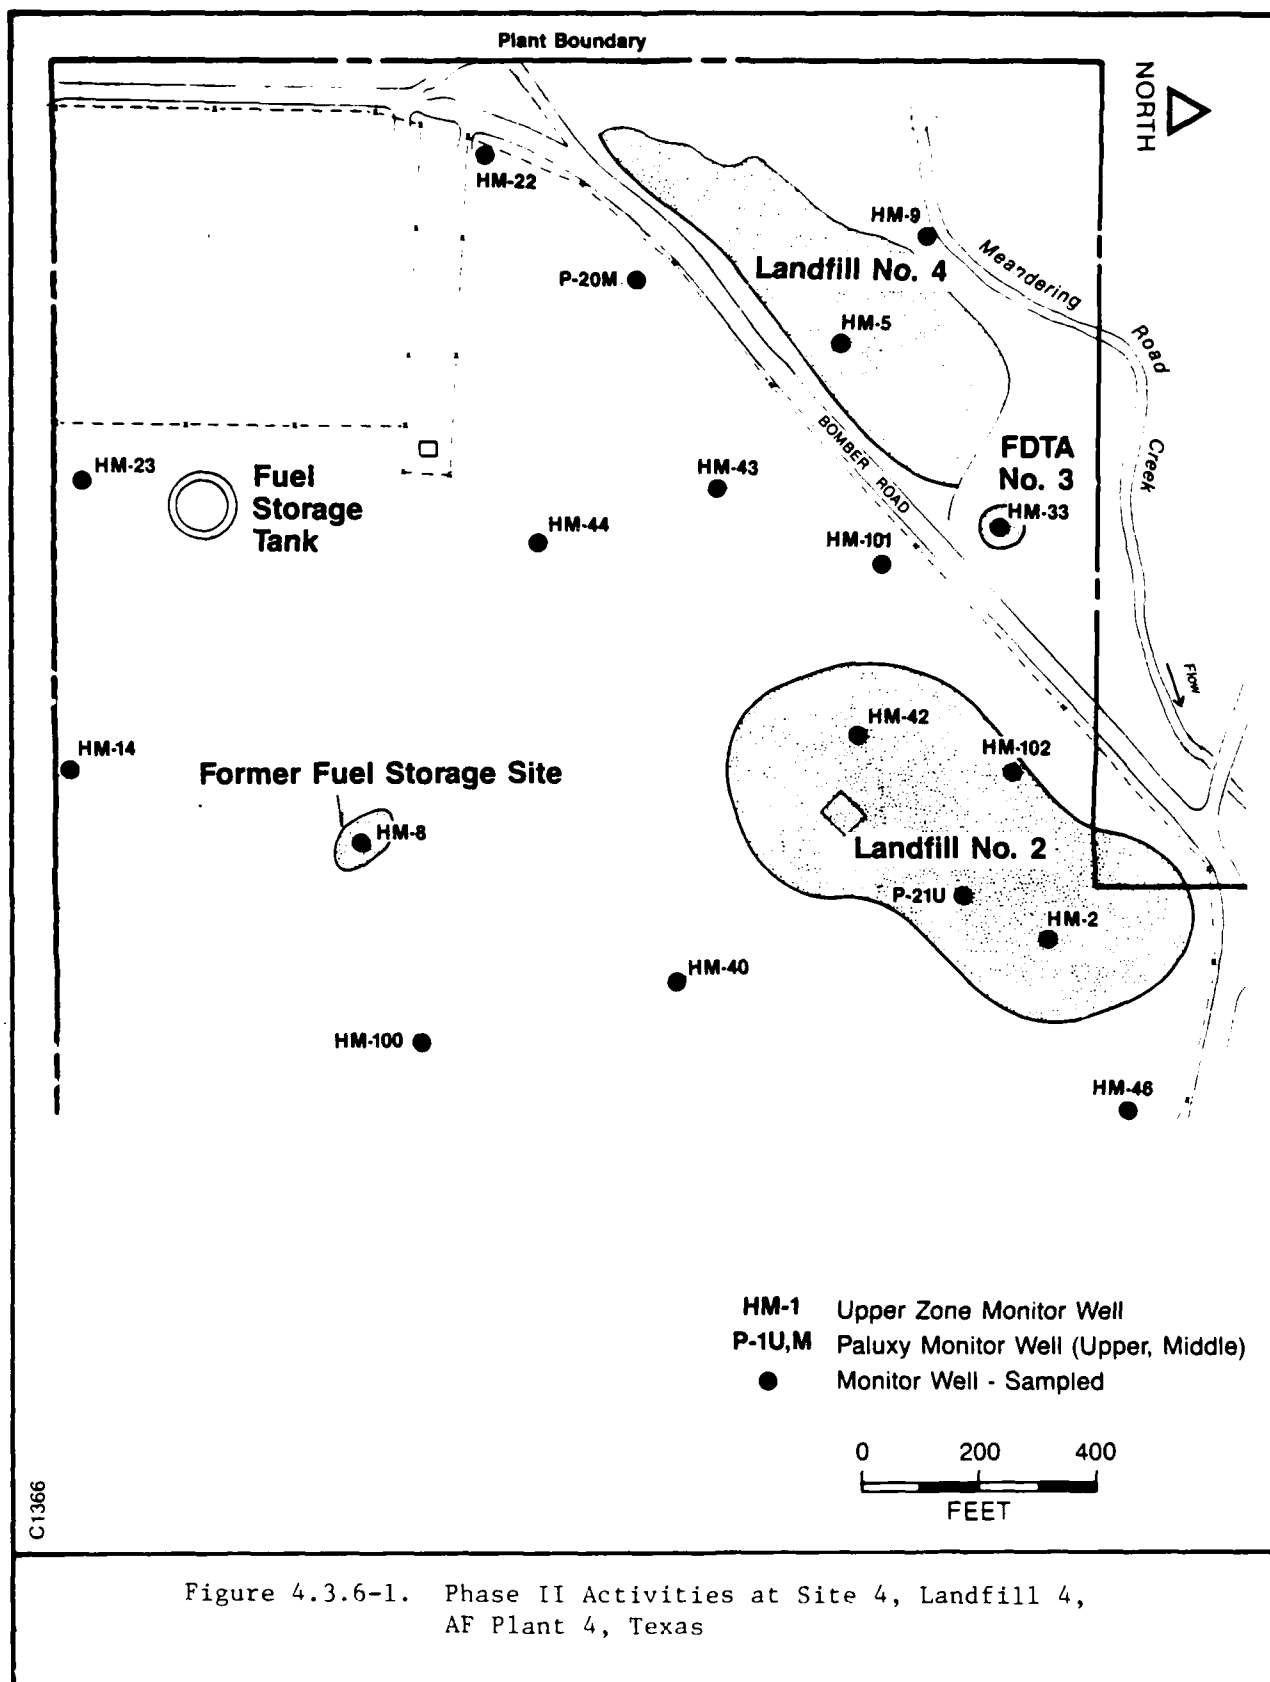 Plant Boundary
NORTH
HM-22
HM-9
Meandering
Road
Creek
P-20M
Landfill No. 4
HM-5
BOMBER ROAD
FDTA
No. 3
HM-33
HM-23
Fuel
Storage
Tank
HM-43
HM-44
HM-101
Flow
HM-14
Former Fuel Storage Site
HM-8
HM-42
HM-102
Landfill No. 2
P-21U
HM-2
HM-40
HM-100
HM-46
HM-1 Upper Zone Monitor Well
P-1U,M Paluxy Monitor Well (Upper, Middle)
Monitor Well - Sampled
0 200 400
FEET
C1366
Figure 4.3.6-1. Phase II Activities at Site 4, Landfill 4,
AF Plant 4, Texas